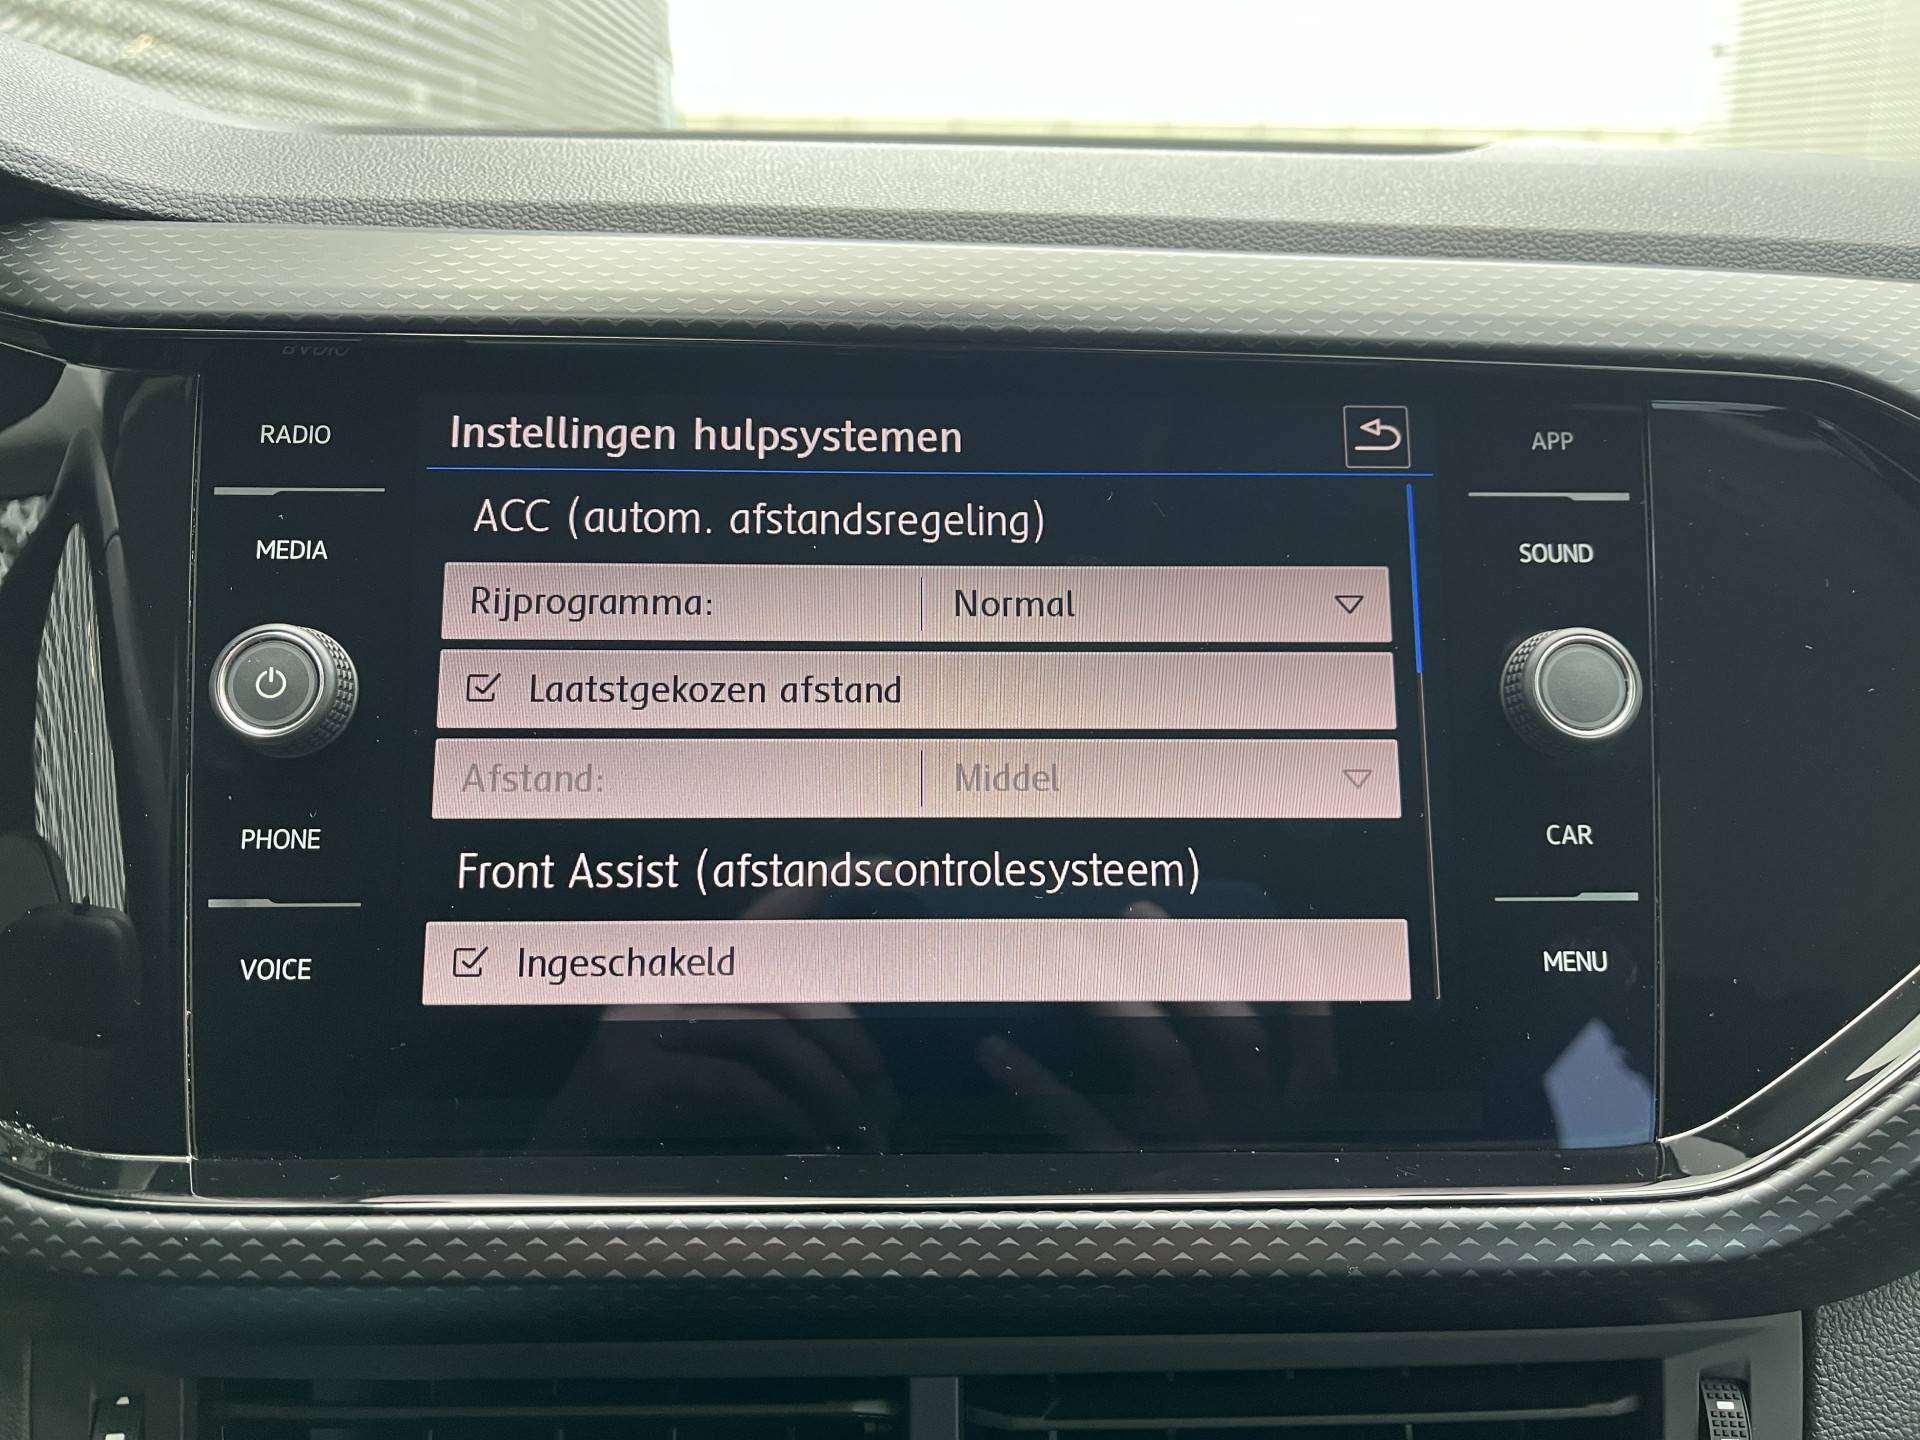 RADIO
MEDIA
PHONE
VOICE
Instellingen hulpsystemen
ACC (autom. afstandsregeling)
Rijprogramma: Normal
Laatstgekozen afstand
Afstand: Middel
Front Assist (afstandscontrolesysteem)
Ingeschakeld
APP
SOUND
CAR
MENU